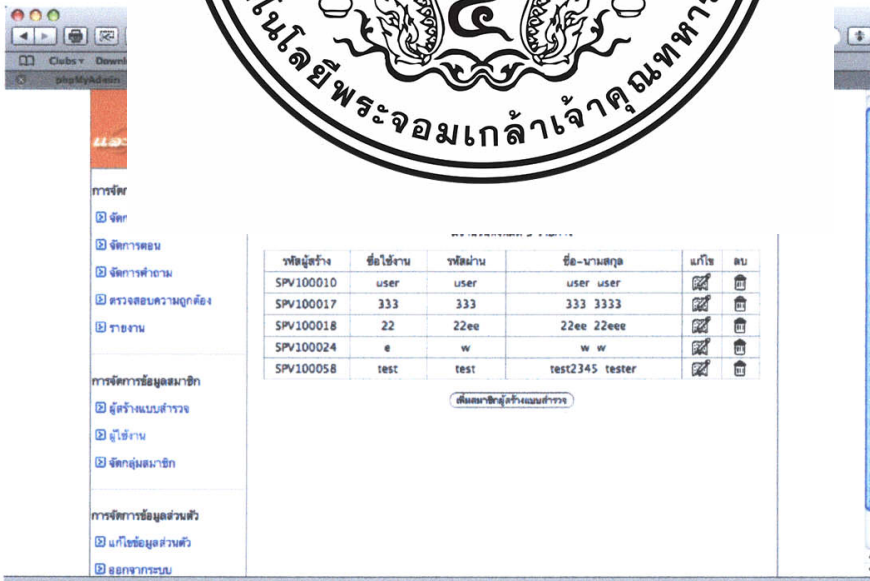 โนโลยีพระจอมเกล้าเจ้าคุณทหาร
๕
Clubs
phpMyAdmin
และ
จัดการตอน
จัดการคำถาม
ตรวจสอบความถูกต้อง
รายงาน
การจัดการข้อมูลสมาชิก
ผู้สร้างแบบสำรวจ
ผู้ใช้งาน
จัดกลุ่มสมาชิก
การจัดการข้อมูลส่วนตัว
แก้ไขข้อมูลส่วนตัว
ออกจากระบบ
รหัสผู้สร้าง ชื่อใช้งาน รหัสผ่าน ชื่อ-นามสกุล แก้ไข ลบ
SPV100010 user user user user
SPV100017 333 333 333 3333
SPV100018 22 22ee 22ee 22eee
SPV100024 e w w w
SPV100058 test test test2345 tester
เพิ่มสมาชิกผู้สร้างแบบสำรวจ